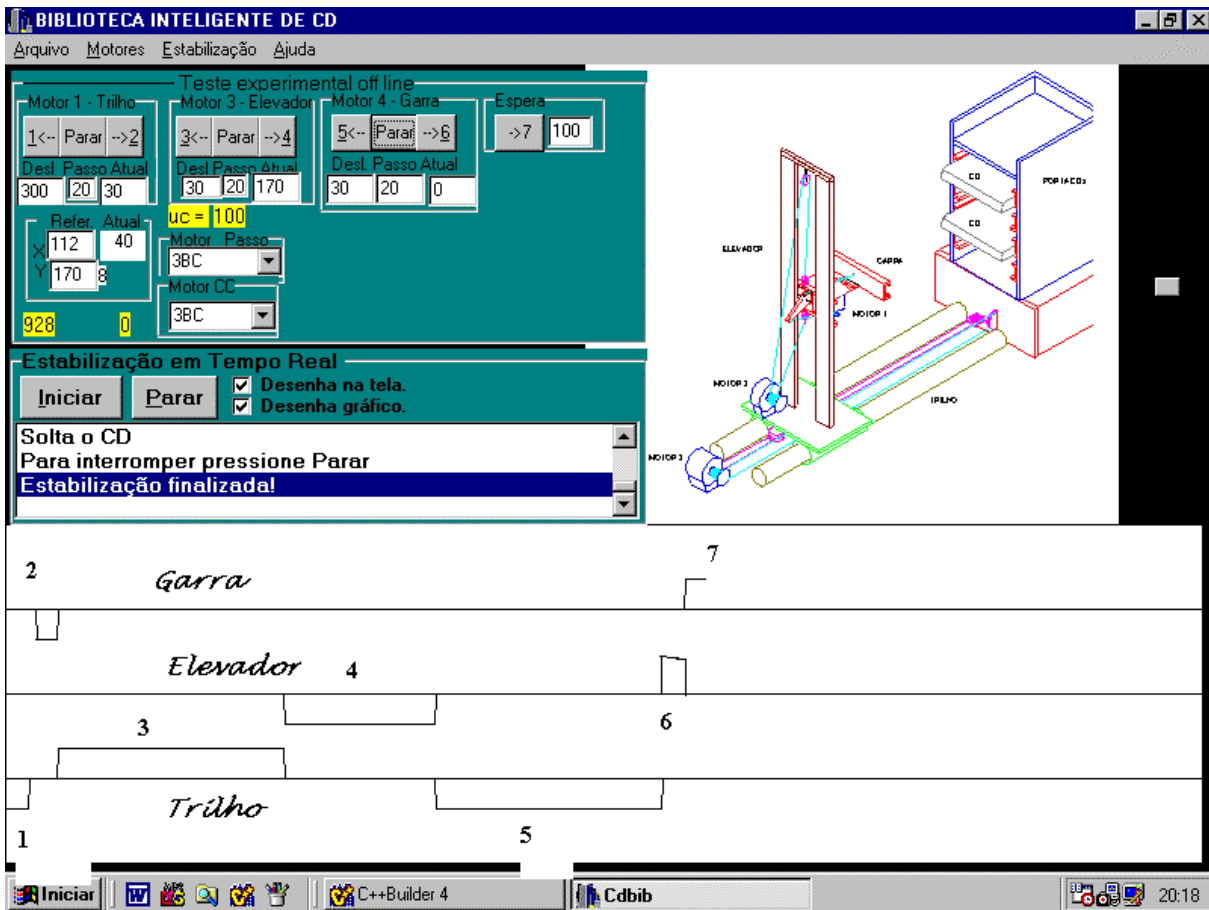 BIBLIOTECA INTELIGENTE DE CD
Arquivo Motores Estabilização Ajuda
Teste experimental off line
Motor 1 - Trilho
1<-- Parar -->2
Desl Passo Atual
300 20 30
Motor 3 - Elevador
3<-- Parar -->4
Desl Passo Atual
30 20 170
Motor 4 - Garra
5<-- Parar -->6
Desl. Passo Atual
30 20 0
Espera
->7 100
uc = 100
Refer. Atual
X 112 40
Y 170 8
Motor Passo
3BC
Motor CC
3BC
928 0
CD
CD
PORTACDs
ELEVADOR
GARRA
MOTOR 1
MOTOR 2
TRILHO
MOTOR 3
Estabilização em Tempo Real
Iniciar Parar
Desenha na tela.
Desenha gráfico.
Solta o CD
Para interromper pressione Parar
Estabilização finalizada!
2 Garra 7
Elevador 4
3 6
Trilho
1 5
Iniciar C++Builder 4 Cdbib 20:18